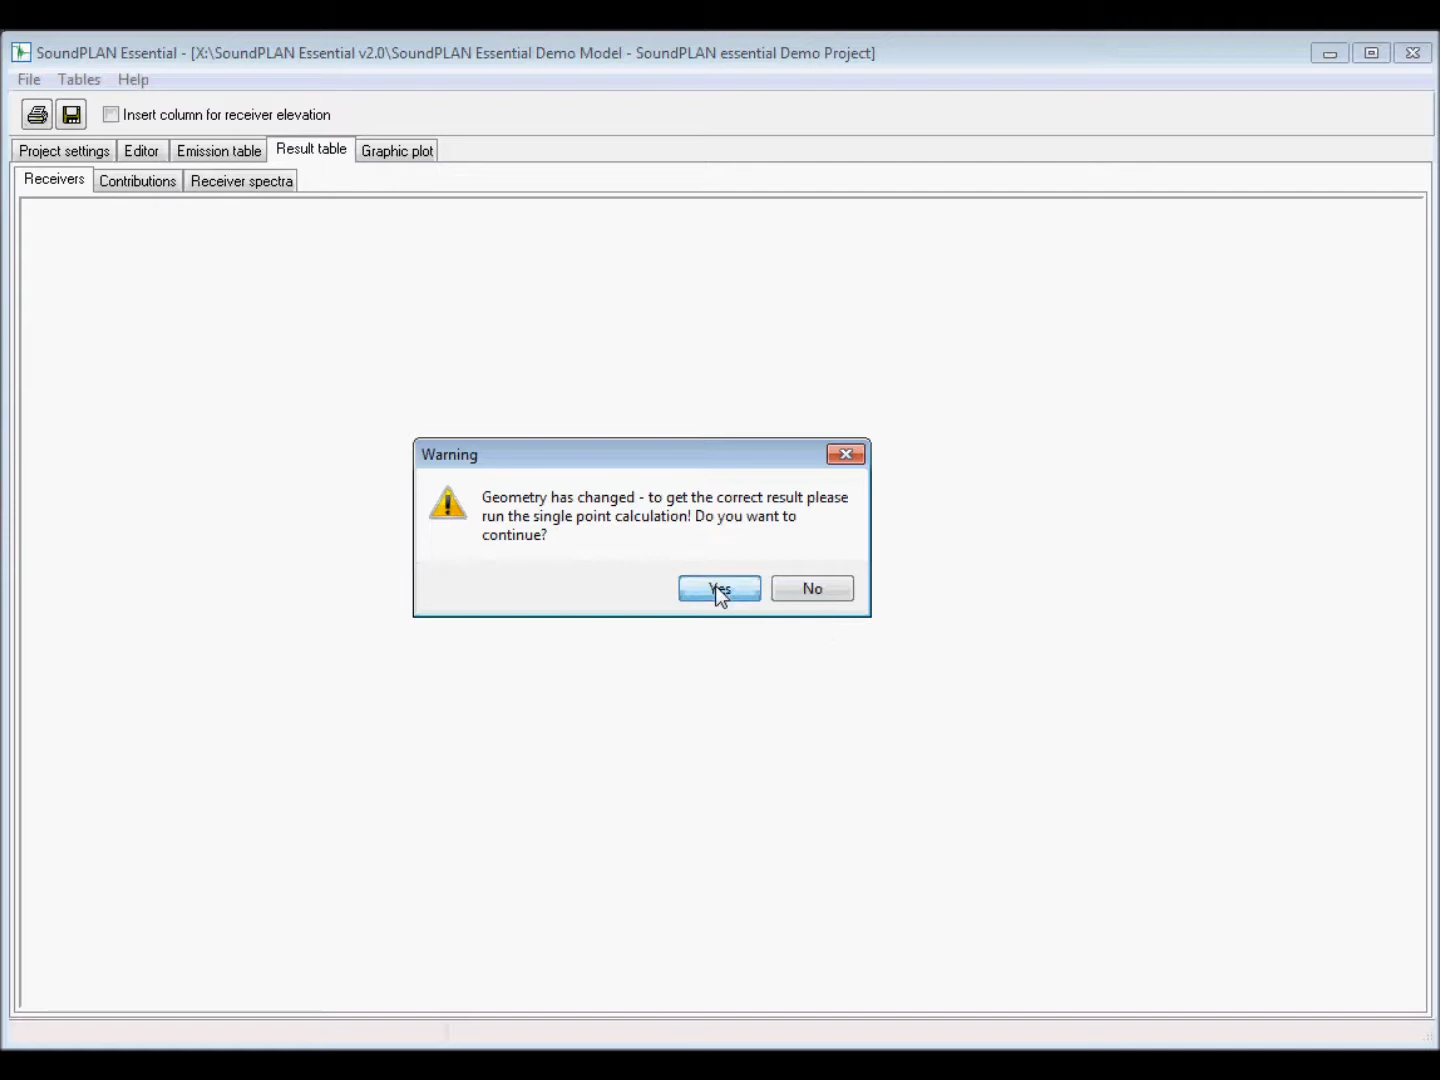 SoundPLAN Essential - [X:\SoundPLAN Essential v2.0\SoundPLAN Essential Demo Model - SoundPLAN essential Demo Project]
File Tables Help
Insert column for receiver elevation
Project settings Editor Emission table Result table Graphic plot
Receivers Contributions Receiver spectra
Warning
Geometry has changed - to get the correct result please
run the single point calculation! Do you want to
continue?
Yes No